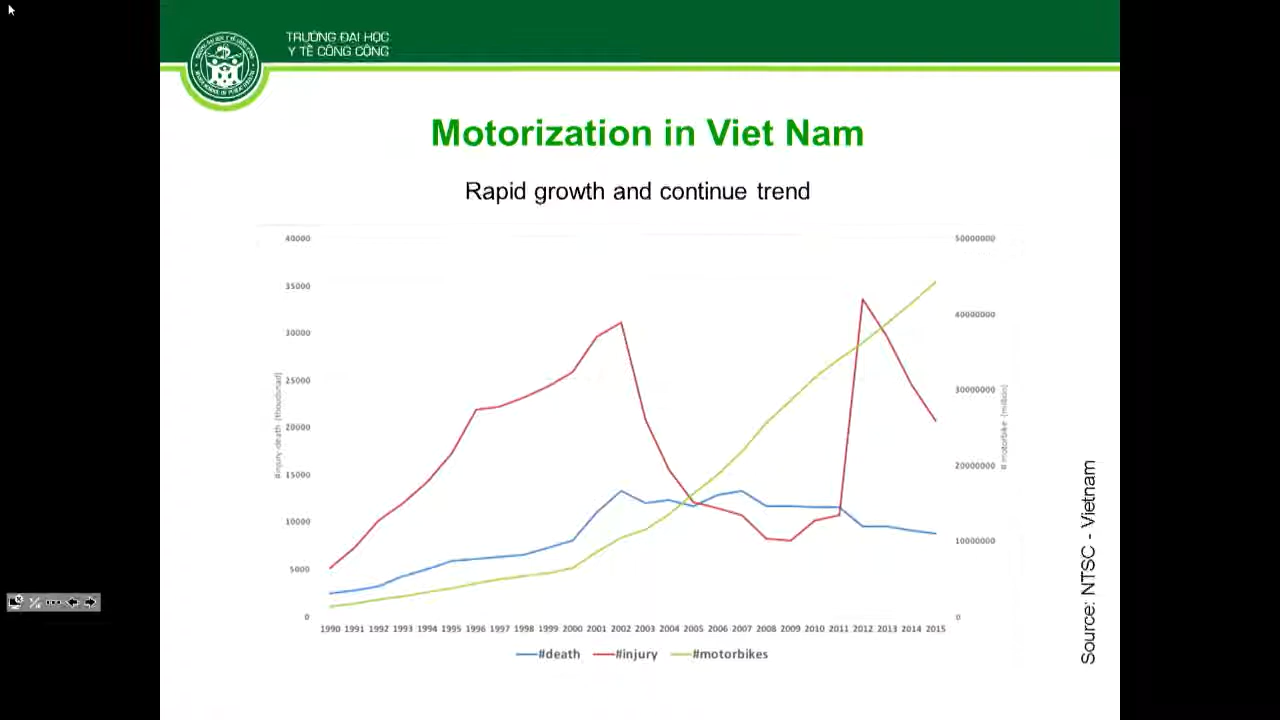 TRƯỜNG ĐẠI HỌC
Y TẾ CÔNG CỘNG
Motorization in Viet Nam
Rapid growth and continue trend
40000
35000
30000
25000
20000
15000
10000
5000
0
50000000
40000000
30000000
20000000
10000000
0
# motorbike (million)
1990 1991 1992 1993 1994 1995 1996 1997 1998 1999 2000 2001 2002 2003 2004 2005 2006 2007 2008 2009 2010 2011 2012 2013 2014 2015
#death #injury #motorbikes
Source: NTSC - Vietnam